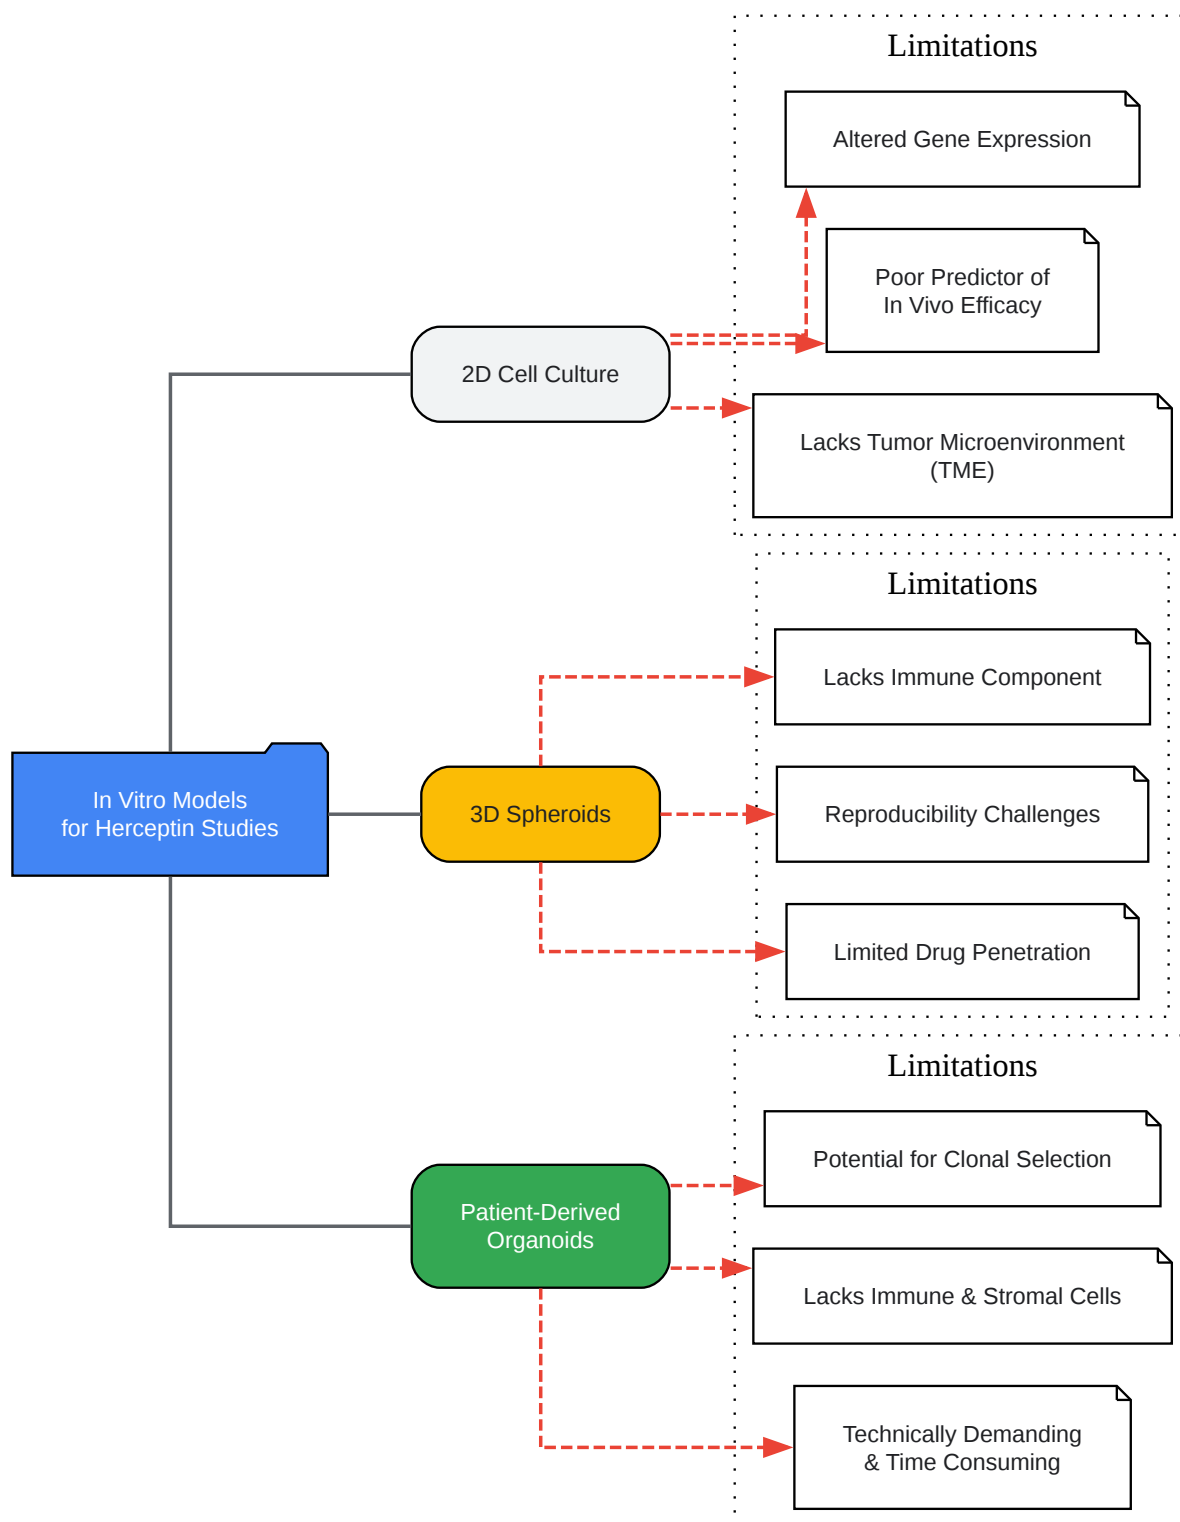 Limitations
Altered Gene Expression
Poor Predictor of
In Vivo Efficacy
2D Cell Culture
Lacks Tumor Microenvironment
(TME)
Limitations
Lacks Immune Component
In Vitro Models
for Herceptin Studies
3D Spheroids
Reproducibility Challenges
Limited Drug Penetration
Limitations
Potential for Clonal Selection
Patient-Derived
Organoids
Lacks Immune & Stromal Cells
Technically Demanding
& Time Consuming